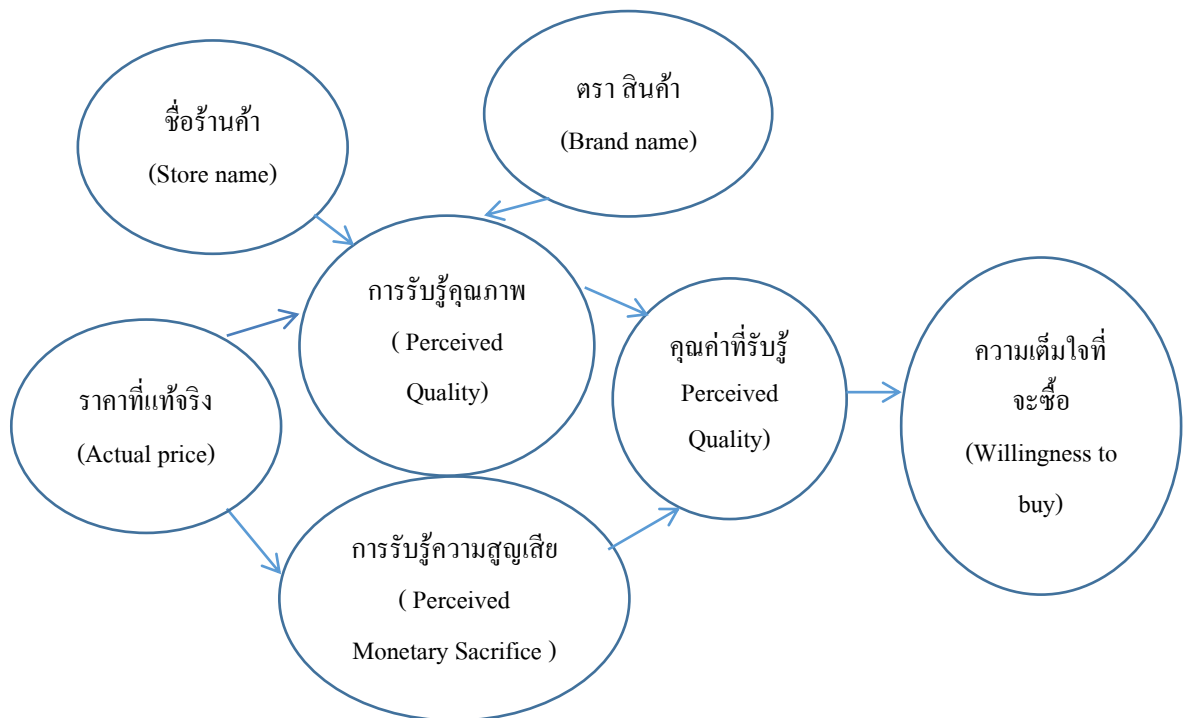 ชื่อร้านค้า
(Store name)
ตรา สินค้า
(Brand name)
การรับรู้คุณภาพ
( Perceived
Quality)
ราคาที่แท้จริง
(Actual price)
คุณค่าที่รับรู้
Perceived
Quality)
ความเต็มใจที่
จะซื้อ
(Willingness to
buy)
การรับรู้ความสูญเสีย
( Perceived
Monetary Sacrifice )